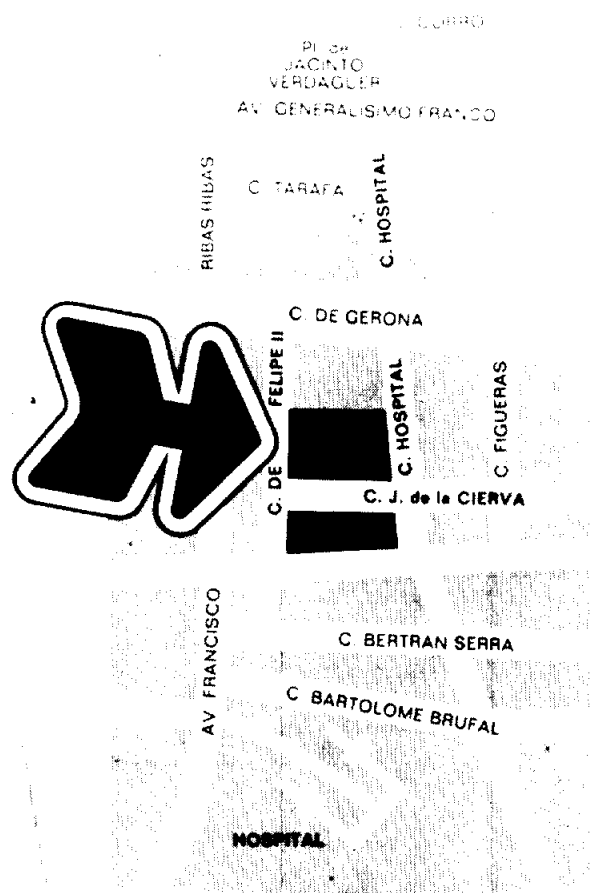 Pl. de
JACINTO
VERDAGUER
AV. GENERALISIMO FRANCO
RIBAS RIBAS
C. TARAFA
C. HOSPITAL
C. DE GERONA
C. DE FELIPE II
C. HOSPITAL
C. FIGUERAS
C. J. de la CIERVA
AV FRANCISCO
C. BERTRAN SERRA
C BARTOLOME BRUFAL
HOSPITAL